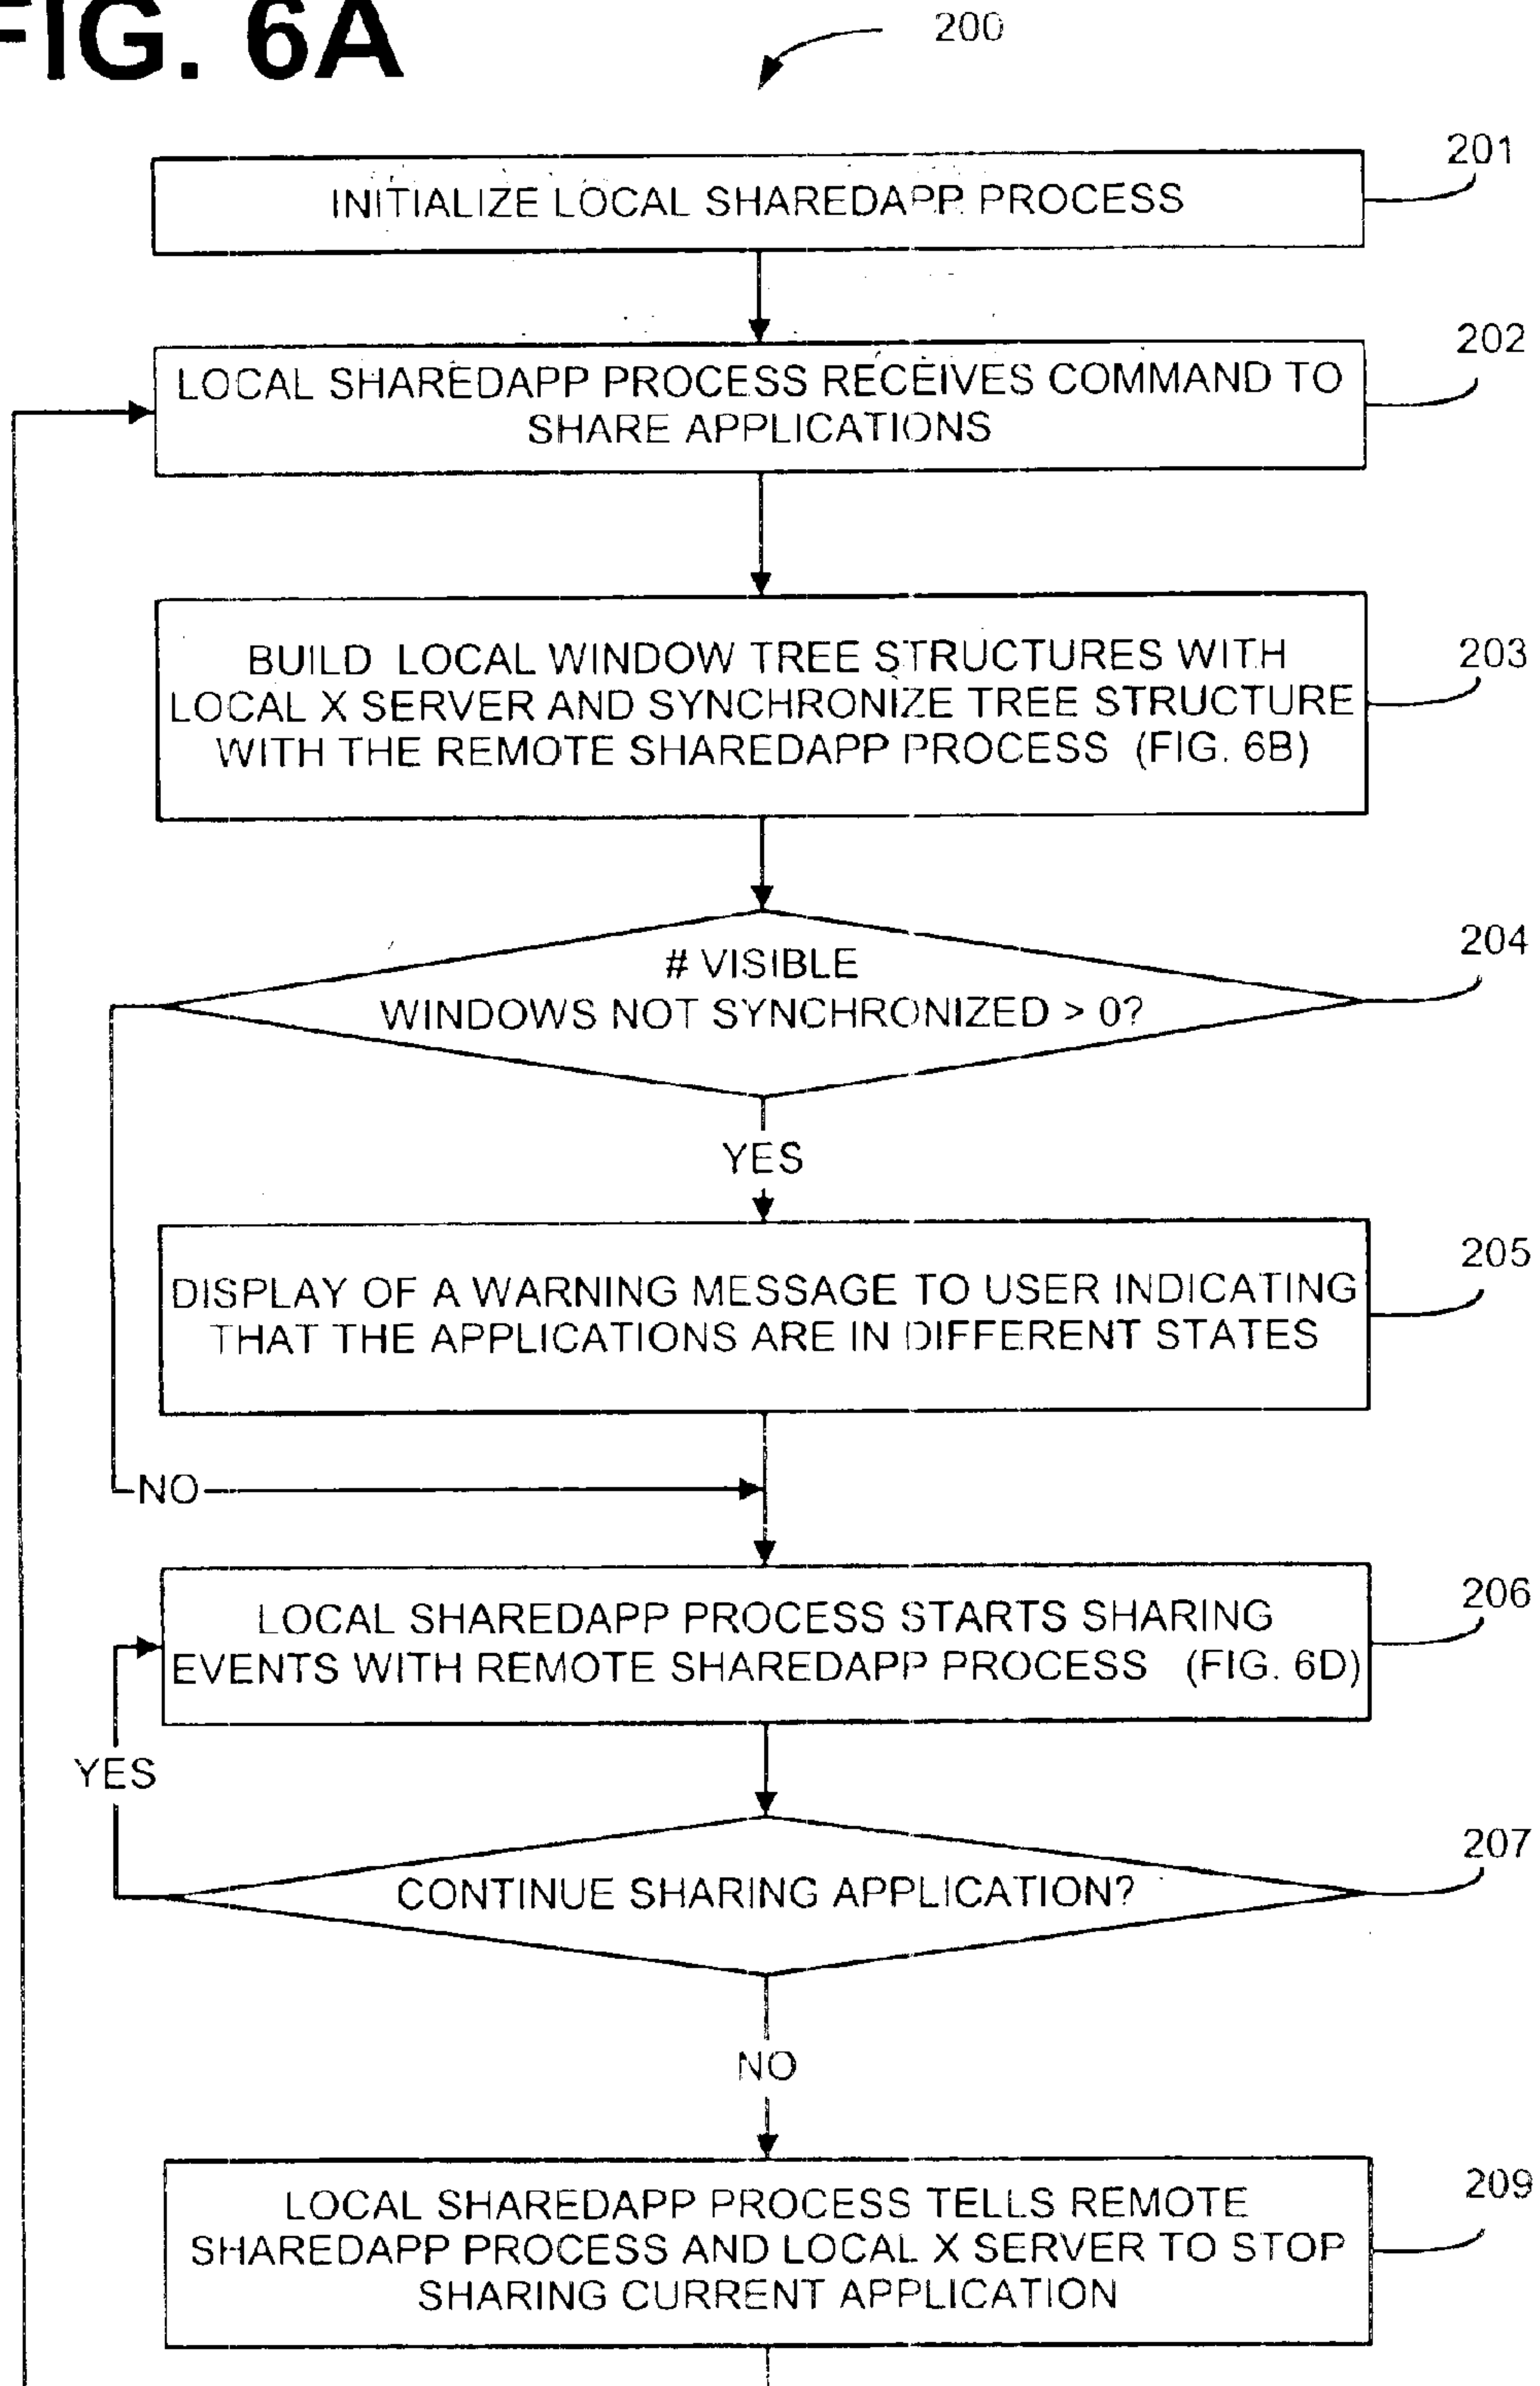 FIG. 6A
200
201
INITIALIZE LOCAL SHAREDAPP PROCESS
202
LOCAL SHAREDAPP PROCESS RECEIVES COMMAND TO
SHARE APPLICATIONS
203
BUILD LOCAL WINDOW TREE STRUCTURES WITH
LOCAL X SERVER AND SYNCHRONIZE TREE STRUCTURE
WITH THE REMOTE SHAREDAPP PROCESS (FIG. 6B)
204
# VISIBLE
WINDOWS NOT SYNCHRONIZED > 0?
YES
205
DISPLAY OF A WARNING MESSAGE TO USER INDICATING
THAT THE APPLICATIONS ARE IN DIFFERENT STATES
NO
206
LOCAL SHAREDAPP PROCESS STARTS SHARING
EVENTS WITH REMOTE SHAREDAPP PROCESS (FIG. 6D)
YES
207
CONTINUE SHARING APPLICATION?
NO
209
LOCAL SHAREDAPP PROCESS TELLS REMOTE
SHAREDAPP PROCESS AND LOCAL X SERVER TO STOP
SHARING CURRENT APPLICATION